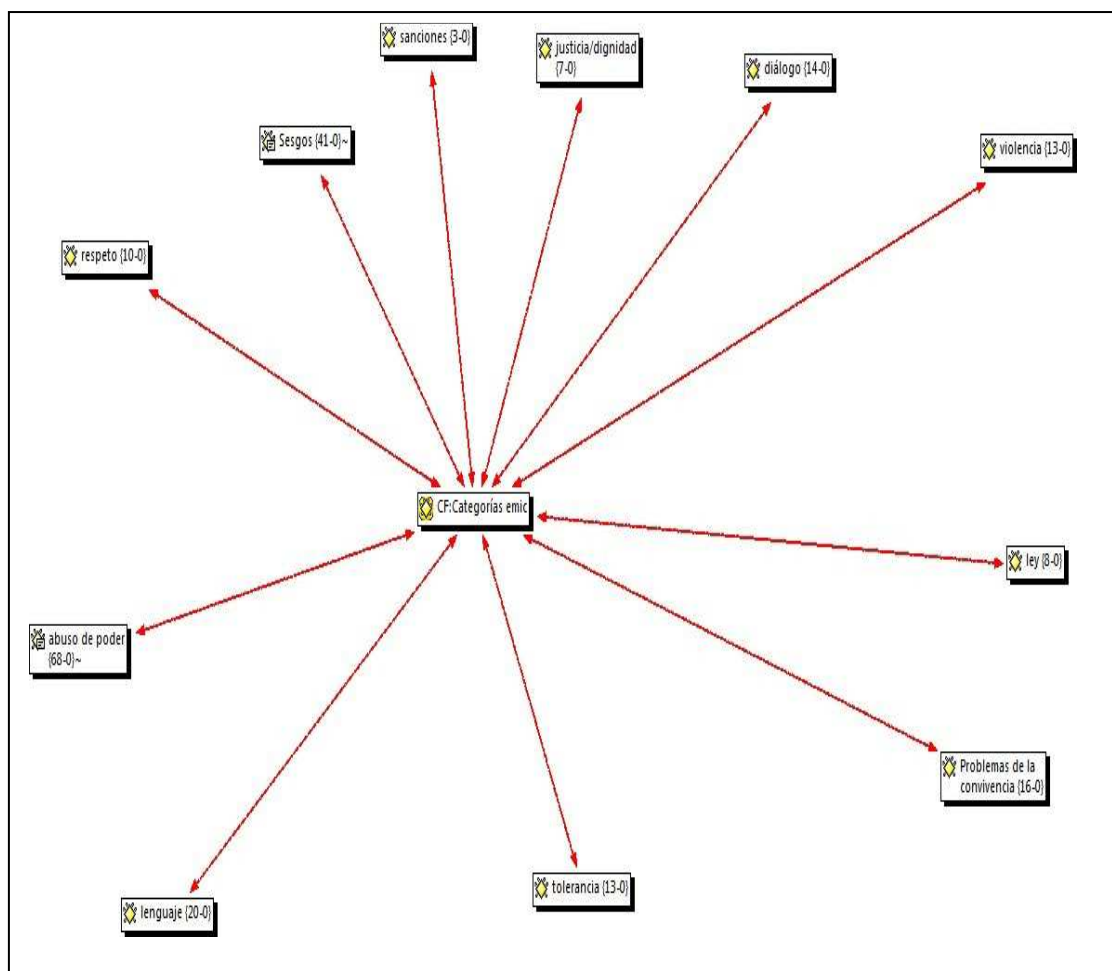 sanciones {3-0}
justicia/dignidad
{7-0}
diálogo {14-0}
Sesgos {41-0}~
violencia {13-0}
respeto {10-0}
CF:Categorías emic
ley {8-0}
abuso de poder
{68-0}~
Problemas de la
convivencia {16-0}
tolerancia {13-0}
lenguaje {20-0}